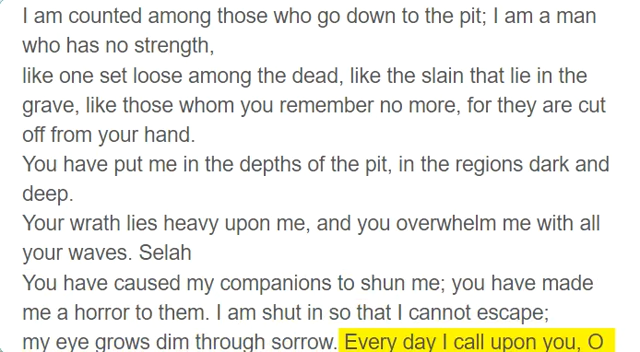 I am counted among those who go down to the pit; I am a man
who has no strength,
like one set loose among the dead, like the slain that lie in the
grave, like those whom you remember no more, for they are cut
off from your hand.
You have put me in the depths of the pit, in the regions dark and
deep.
Your wrath lies heavy upon me, and you overwhelm me with all
your waves. Selah
You have caused my companions to shun me; you have made
me a horror to them. I am shut in so that I cannot escape;
my eye grows dim through sorrow. Every day I call upon you, O